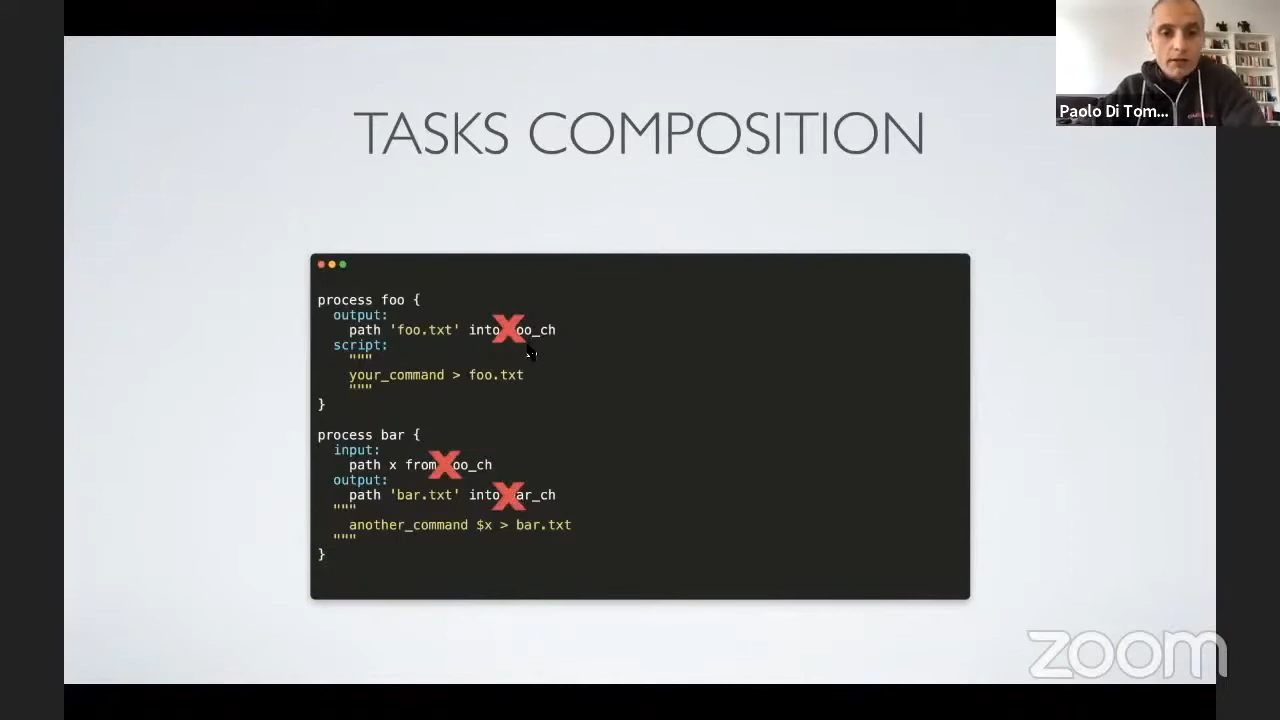 TASKS COMPOSITION
Paolo Di Tom...
process foo {
output:
path 'foo.txt' into oo_ch
script:
"""
your_command > foo.txt
"""
}
process bar {
input:
path x from oo_ch
output:
path 'bar.txt' into ar_ch
"""
another_command $x > bar.txt
"""
}
zoom